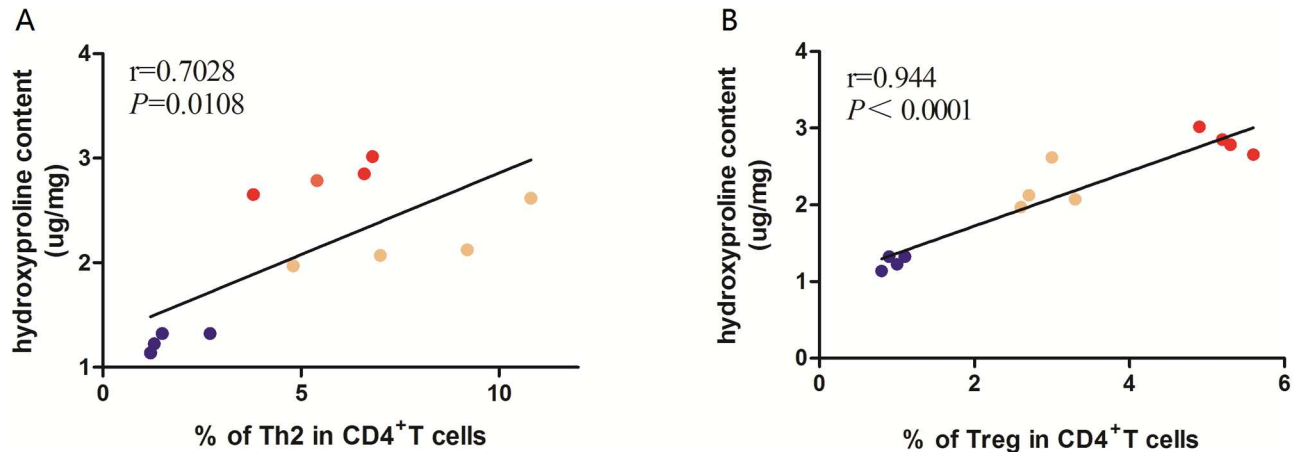 A
4
3
2
1
0
5
10
r=0.7028
P=0.0108
hydroxyproline content
(ug/mg)
% of Th2 in CD4⁺T cells
B
4
3
2
1
0
0
2
4
6
r=0.944
P< 0.0001
hydroxyproline content
(ug/mg)
% of Treg in CD4⁺T cells